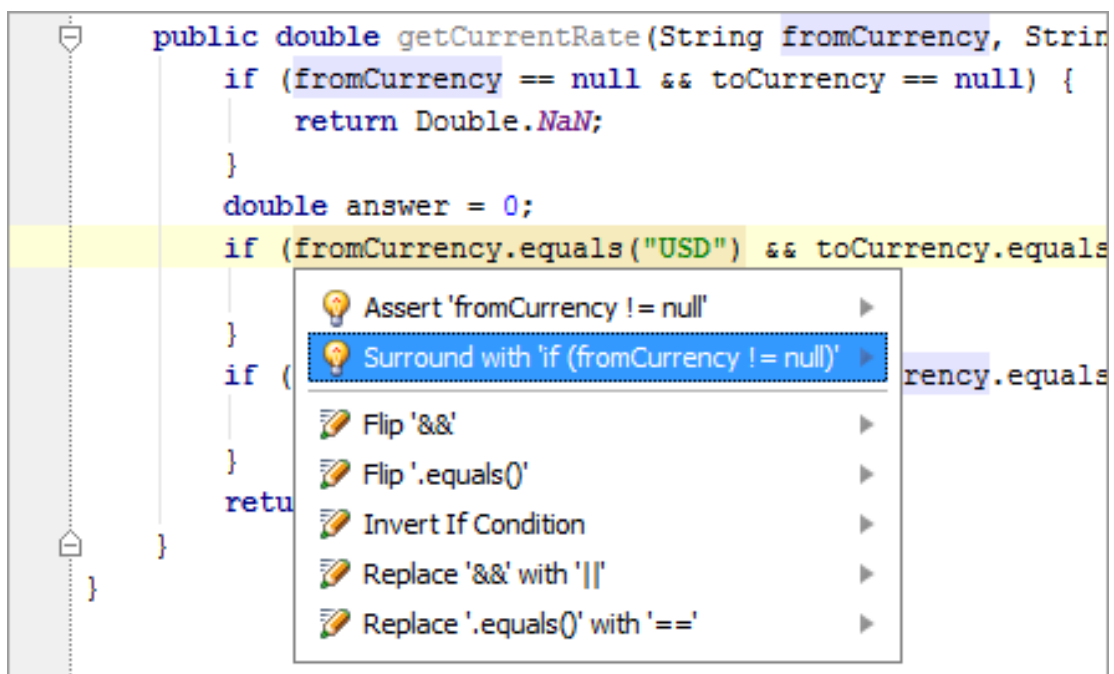 public double getCurrentRate(String fromCurrency, Strin
if (fromCurrency == null && toCurrency == null) {
return Double.NaN;
}
double answer = 0;
if (fromCurrency.equals("USD") && toCurrency.equals
Assert 'fromCurrency != null'
}
Surround with 'if (fromCurrency != null)'
if ( rency.equals
Flip '&&'
}
Flip '.equals()'
retu
Invert If Condition
}
Replace '&&' with '||'
}
Replace '.equals()' with '=='